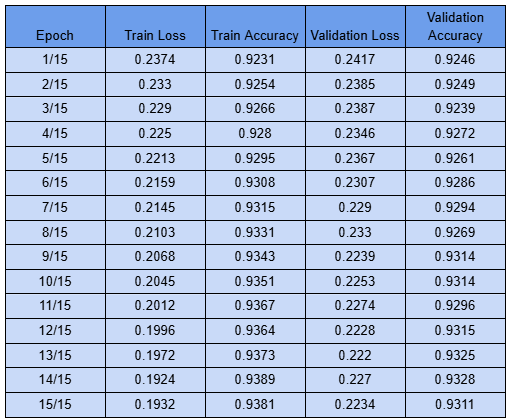 Epoch Train Loss Train Accuracy Validation Loss Validation Accuracy
1/15 0.2374 0.9231 0.2417 0.9246
2/15 0.233 0.9254 0.2385 0.9249
3/15 0.229 0.9266 0.2387 0.9239
4/15 0.225 0.928 0.2346 0.9272
5/15 0.2213 0.9295 0.2367 0.9261
6/15 0.2159 0.9308 0.2307 0.9286
7/15 0.2145 0.9315 0.229 0.9294
8/15 0.2103 0.9331 0.233 0.9269
9/15 0.2068 0.9343 0.2239 0.9314
10/15 0.2045 0.9351 0.2253 0.9314
11/15 0.2012 0.9367 0.2274 0.9296
12/15 0.1996 0.9364 0.2228 0.9315
13/15 0.1972 0.9373 0.222 0.9325
14/15 0.1924 0.9389 0.227 0.9328
15/15 0.1932 0.9381 0.2234 0.9311